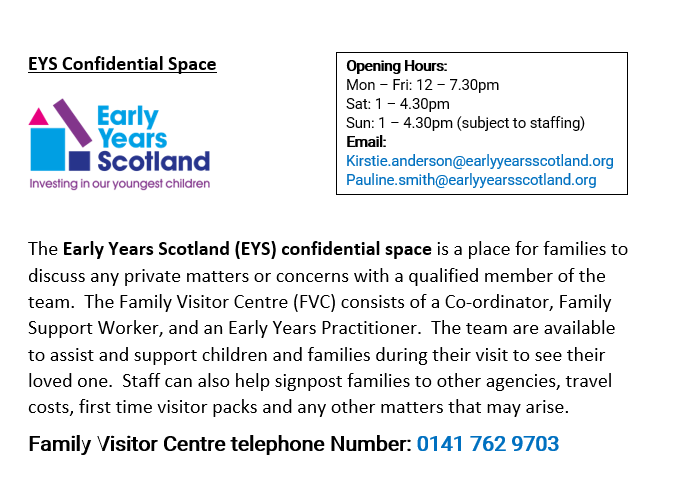 EYS Confidential Space
Early
Years
Scotland
Investing in our youngest children
Opening Hours:
Mon – Fri: 12 – 7.30pm
Sat: 1 – 4.30pm
Sun: 1 – 4.30pm (subject to staffing)
Email:
Kirstie.anderson@earlyyearsscotland.org
Pauline.smith@earlyyearsscotland.org
The Early Years Scotland (EYS) confidential space is a place for families to
discuss any private matters or concerns with a qualified member of the
team.  The Family Visitor Centre (FVC) consists of a Co-ordinator, Family
Support Worker, and an Early Years Practitioner.  The team are available
to assist and support children and families during their visit to see their
loved one.  Staff can also help signpost families to other agencies, travel
costs, first time visitor packs and any other matters that may arise.
Family Visitor Centre telephone Number: 0141 762 9703